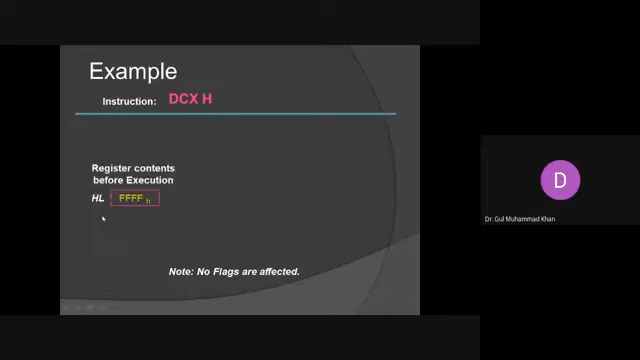 Example
Instruction: DCX H
Register contents
before Execution
HL FFFF h
Note: No Flags are affected.
D
Dr. Gul Muhammad Khan